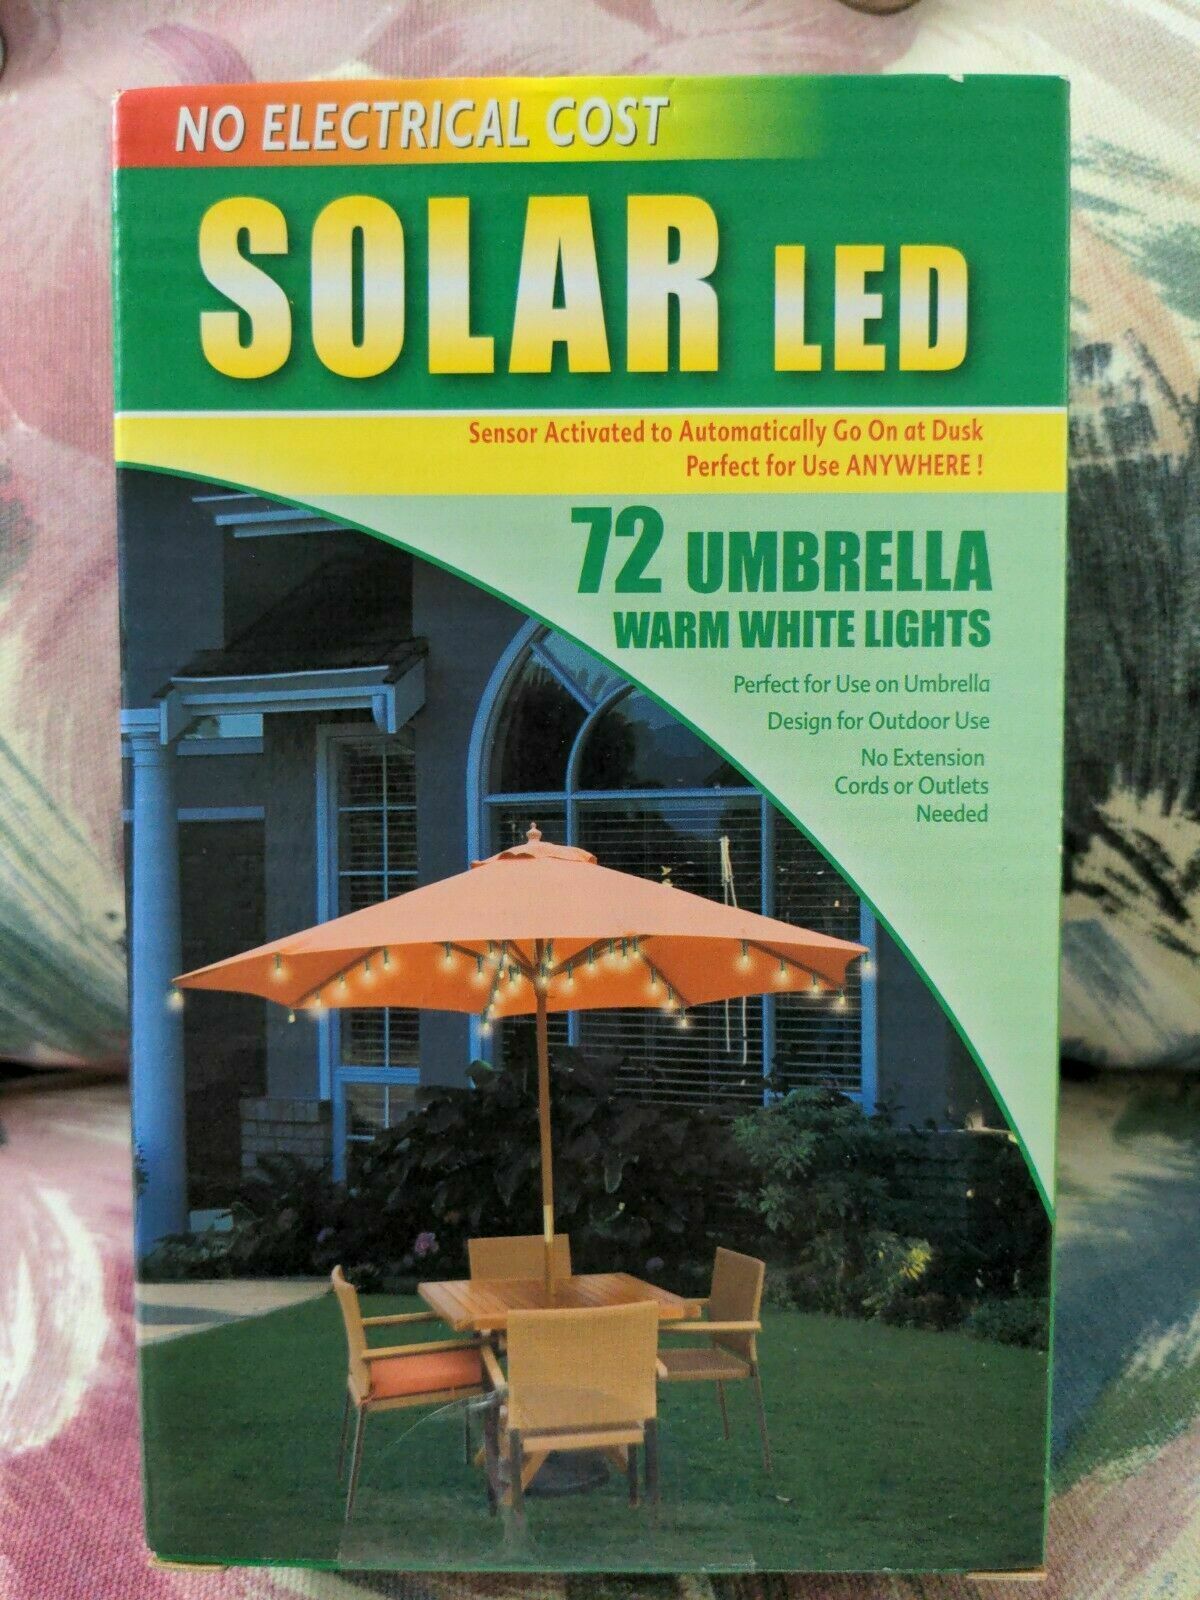 NO ELECTRICAL COST
SOLAR LED
Sensor Activated to Automatically Go On at Dusk
Perfect for Use ANYWHERE !
72 UMBRELLA
WARM WHITE LIGHTS
Perfect for Use on Umbrella
Design for Outdoor Use
No Extension
Cords or Outlets
Needed